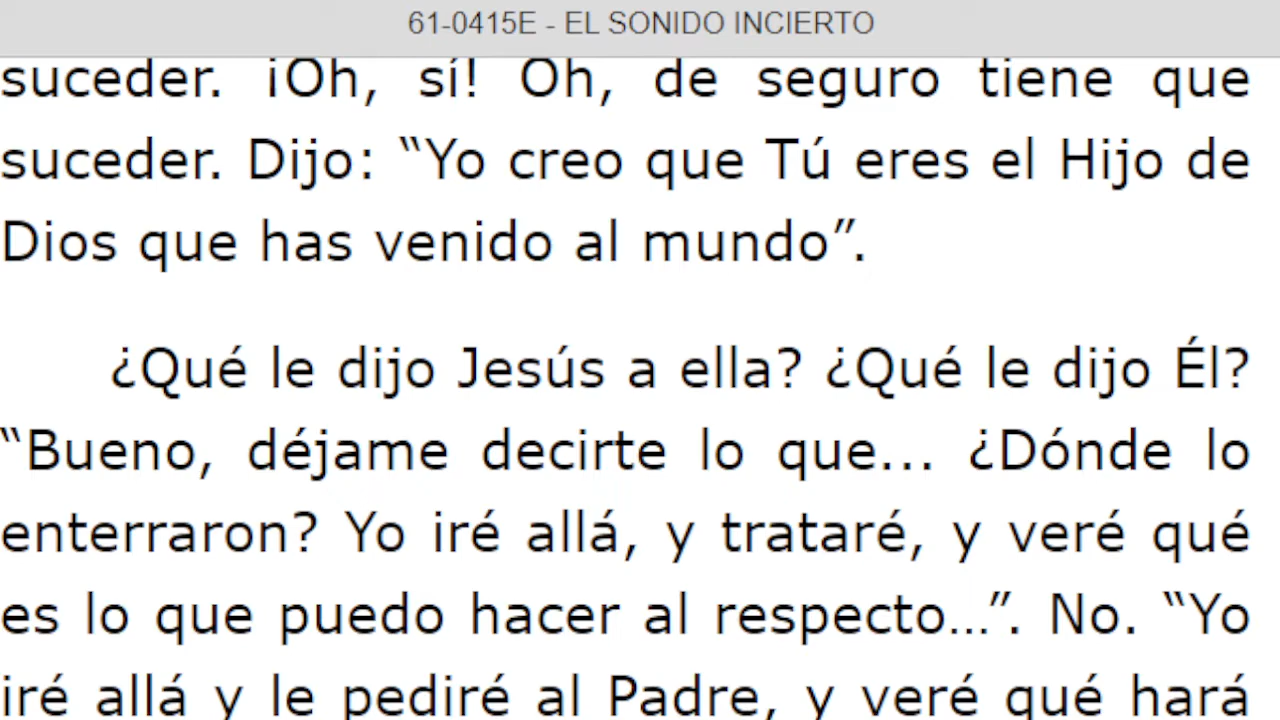 61-0415E - EL SONIDO INCIERTO
suceder. ¡Oh, sí! Oh, de seguro tiene que
suceder. Dijo: “Yo creo que Tú eres el Hijo de
Dios que has venido al mundo”.
¿Qué le dijo Jesús a ella? ¿Qué le dijo Él?
“Bueno, déjame decirte lo que... ¿Dónde lo
enterraron? Yo iré allá, y trataré, y veré qué
es lo que puedo hacer al respecto…”. No. “Yo
iré allá y le pediré al Padre, y veré qué hará